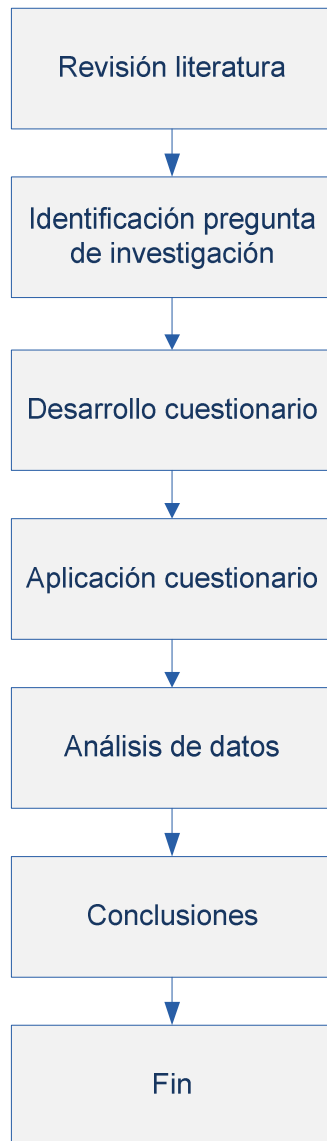 Revisión literatura
Identificación pregunta
de investigación
Desarrollo cuestionario
Aplicación cuestionario
Análisis de datos
Conclusiones
Fin